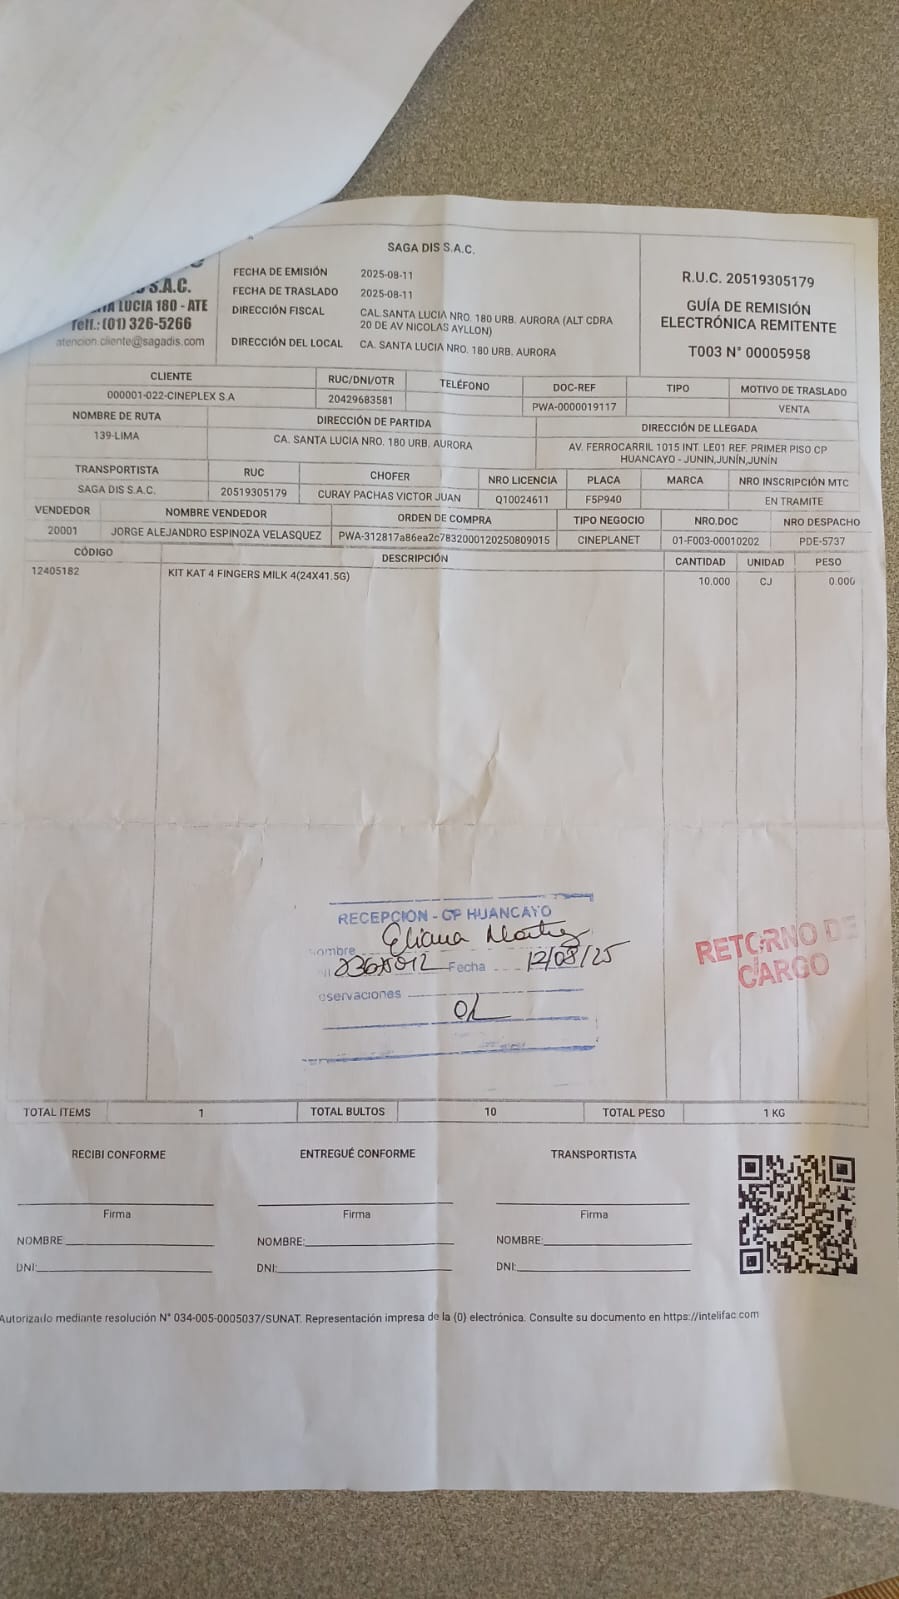 S.A.C.
LUCIA 180 - ATE
Telf.: (01) 326-5266
atencion.cliente@sagadis.com
SAGA DIS S.A.C.
FECHA DE EMISIÓN 2025-08-11
FECHA DE TRASLADO 2025-08-11
DIRECCIÓN FISCAL CAL.SANTA LUCIA NRO. 180 URB. AURORA (ALT CDRA
20 DE AV NICOLAS AYLLON)
DIRECCIÓN DEL LOCAL CA. SANTA LUCIA NRO. 180 URB. AURORA
R.U.C. 20519305179
GUÍA DE REMISIÓN
ELECTRÓNICA REMITENTE
T003 N° 00005958
CLIENTE RUC/DNI/OTR TELÉFONO DOC-REF TIPO MOTIVO DE TRASLADO
000001-022-CINEPLEX S.A 20429683581 PWA-0000019117 VENTA
NOMBRE DE RUTA DIRECCIÓN DE PARTIDA DIRECCIÓN DE LLEGADA
139-LIMA CA. SANTA LUCIA NRO. 180 URB. AURORA AV. FERROCARRIL 1015 INT. LE01 REF. PRIMER PISO CP
HUANCAYO - JUNIN,JUNÍN,JUNÍN
TRANSPORTISTA RUC CHOFER NRO LICENCIA PLACA MARCA NRO INSCRIPCIÓN MTC
SAGA DIS S.A.C. 20519305179 CURAY PACHAS VICTOR JUAN Q10024611 F5P940 EN TRAMITE
VENDEDOR NOMBRE VENDEDOR ORDEN DE COMPRA TIPO NEGOCIO NRO.DOC NRO DESPACHO
20001 JORGE ALEJANDRO ESPINOZA VELASQUEZ PWA-312817a86ea2c7832000120250809015 CINEPLANET 01-F003-00010202 PDE-5737
CÓDIGO DESCRIPCIÓN CANTIDAD UNIDAD PESO
12405182 KIT KAT 4 FINGERS MILK 4(24X41.5G) 10.000 CJ 0.000
RECEPCION - CP HUANCAYO
ombre Eliana
Fecha 12/08/25
eservaciones
RETORNO DE
CARGO
TOTAL ITEMS 1 TOTAL BULTOS 10 TOTAL PESO 1 KG
RECIBI CONFORME ENTREGUÉ CONFORME TRANSPORTISTA
Firma Firma Firma
NOMBRE: NOMBRE: NOMBRE:
DNI: DNI: DNI:
Autorizado mediante resolución N° 034-005-0005037/SUNAT. Representación impresa de la (0) electrónica. Consulte su documento en https://intelifac.com